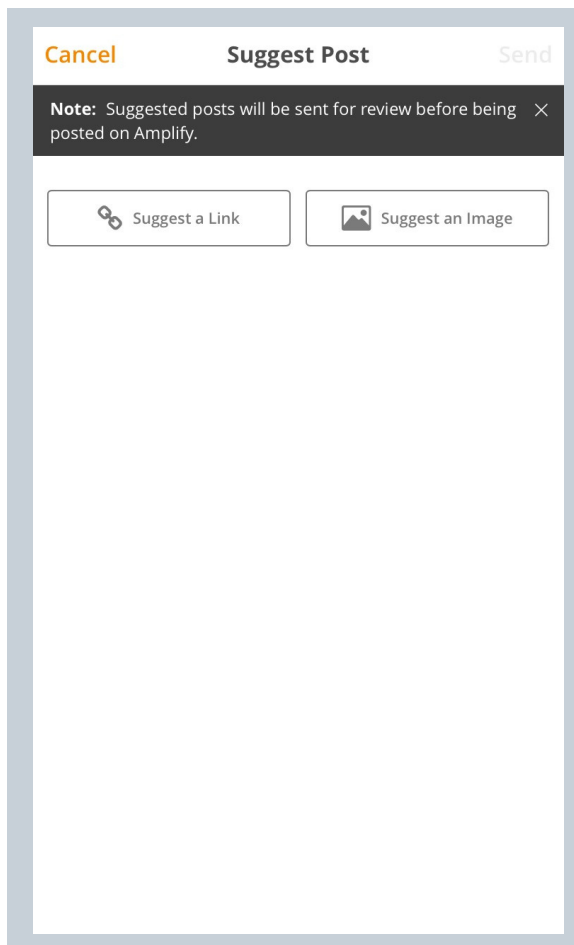 Cancel Suggest Post Send
Note: Suggested posts will be sent for review before being
posted on Amplify.
Suggest a Link Suggest an Image